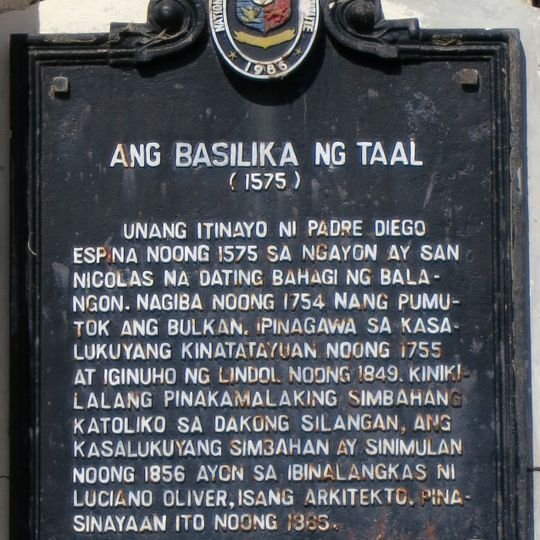 1985
ANG BASILIKA NG TAAL
(1575)
UNANG ITINAYO NI PADRE DIEGO
ESPINA NOONG 1575 SA NGAYON AY SAN
NICOLAS NA DATING BAHAGI NG BALA-
NGON. NAGIBA NOONG 1754 NANG PUMU-
TOK ANG BULKAN. IPINAGAWA SA KASA-
LUKUYANG KINATATAYUAN NOONG 1755
AT IGINUHO NG LINDOL NOONG 1849. KINIKI-
LALANG PINAKAMALAKING SIMBAHANG
KATOLIKO SA DAKONG SILANGAN, ANG
KASALUKUYANG SIMBAHAN AY SINIMULAN
NOONG 1856 AYON SA IBINALANGKAS NI
LUCIANO OLIVER, ISANG ARKITEKTO. PINA-
SINAYAAN ITO NOONG 1865.